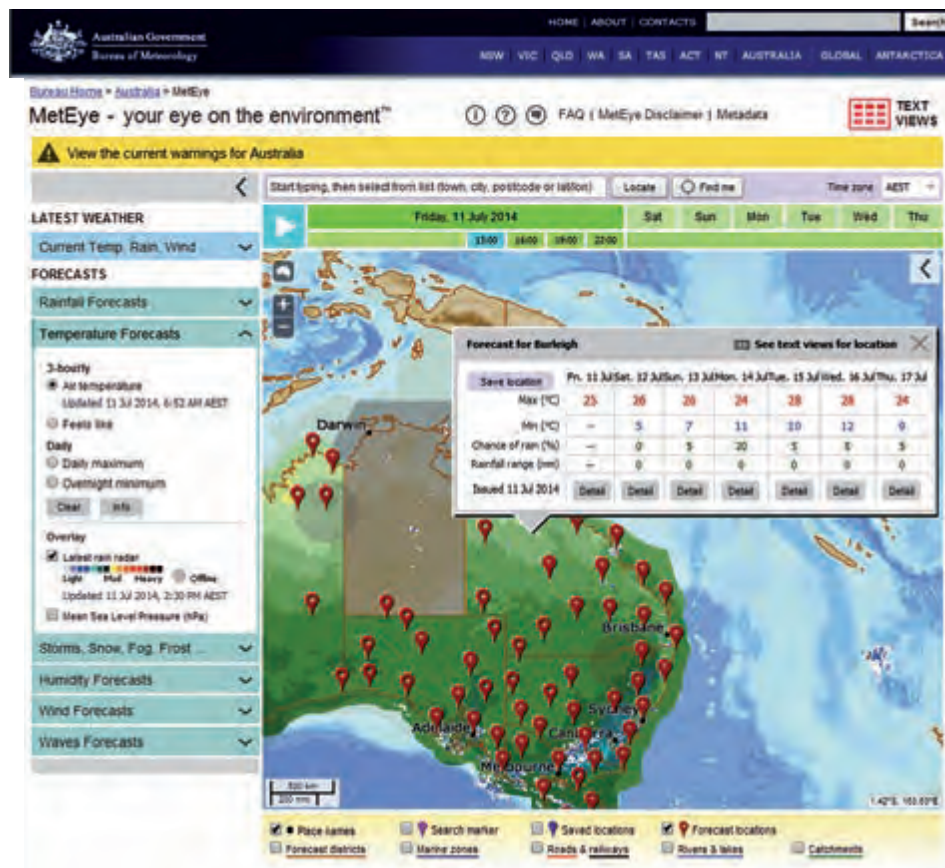 HOME | ABOUT | CONTACTS
Search
Australian Government
Bureau of Meteorology
NSW VIC QLD WA SA TAS ACT NT AUSTRALIA GLOBAL ANTARCTICA
Bureau Home > Australia > MetEye
MetEye - your eye on the environment™
FAQ | MetEye Disclaimer | Metadata
TEXT VIEWS
View the current warnings for Australia
Start typing, then select from list (town, city, postcode or lat/lon)
Locate
Find me
Time zone AEST
LATEST WEATHER
Current Temp, Rain, Wind
Friday, 11 July 2014 Sat Sun Mon Tue Wed Thu
13:00 16:00 19:00 22:00
FORECASTS
Rainfall Forecasts
Temperature Forecasts
3-hourly
Air temperature
Updated 11 Jul 2014, 6:52 AM AEST
Feels like
Daily
Daily maximum
Overnight minimum
Clear Info
Overlay
Latest rain radar
Light Mod Heavy Offline
Updated 11 Jul 2014, 2:30 PM AEST
Mean Sea Level Pressure (hPa)
Storms, Snow, Fog, Frost ...
Humidity Forecasts
Wind Forecasts
Waves Forecasts
Forecast for Burleigh
See text views for location
Save location Fri. 11 Jul Sat. 12 Jul Sun. 13 Jul Mon. 14 Jul Tue. 15 Jul Wed. 16 Jul Thu. 17 Jul
Max (°C) 25 26 26 24 28 28 24
Min (°C) – 5 7 11 10 12 9
Chance of rain (%) – 0 5 20 5 5
Rainfall range (mm) – 0 0 0 0 0 0
Issued 11 Jul 2014 Detail Detail Detail Detail Detail Detail Detail
Darwin
Brisbane
Sydney
Adelaide
Canberra
Melbourne
500 km
200 nm
Place names
Search marker
Saved locations
Forecast locations
Forecast districts
Marine zones
Roads & railways
Rivers & lakes
Catchments